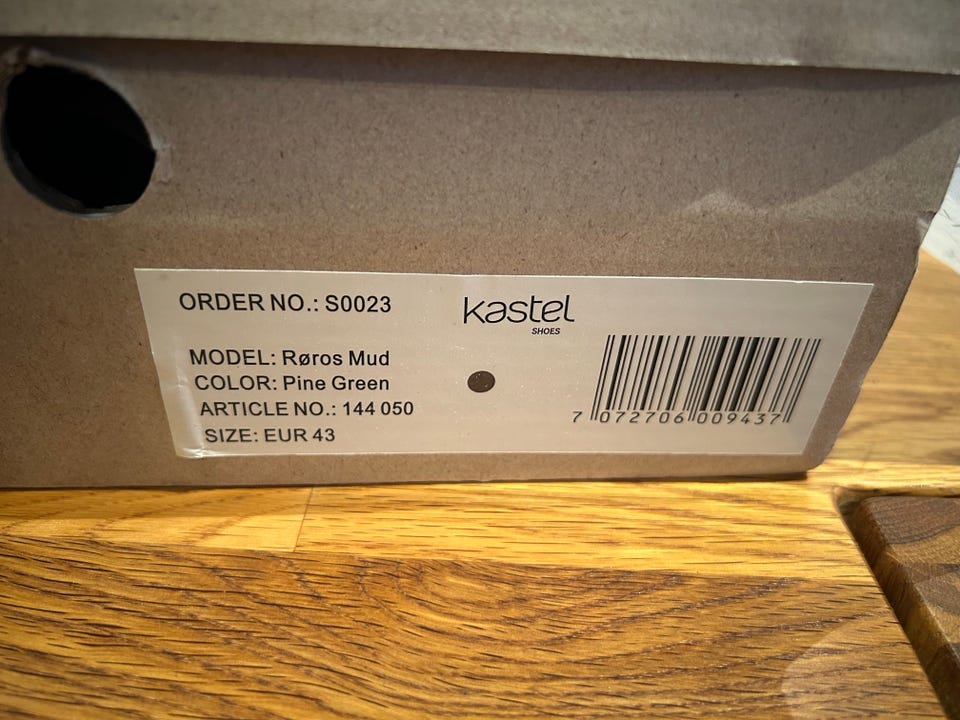 ORDER NO.: S0023
kastel
SHOES
MODEL: Røros Mud
COLOR: Pine Green
ARTICLE NO.: 144 050
SIZE: EUR 43
7 072706 009437